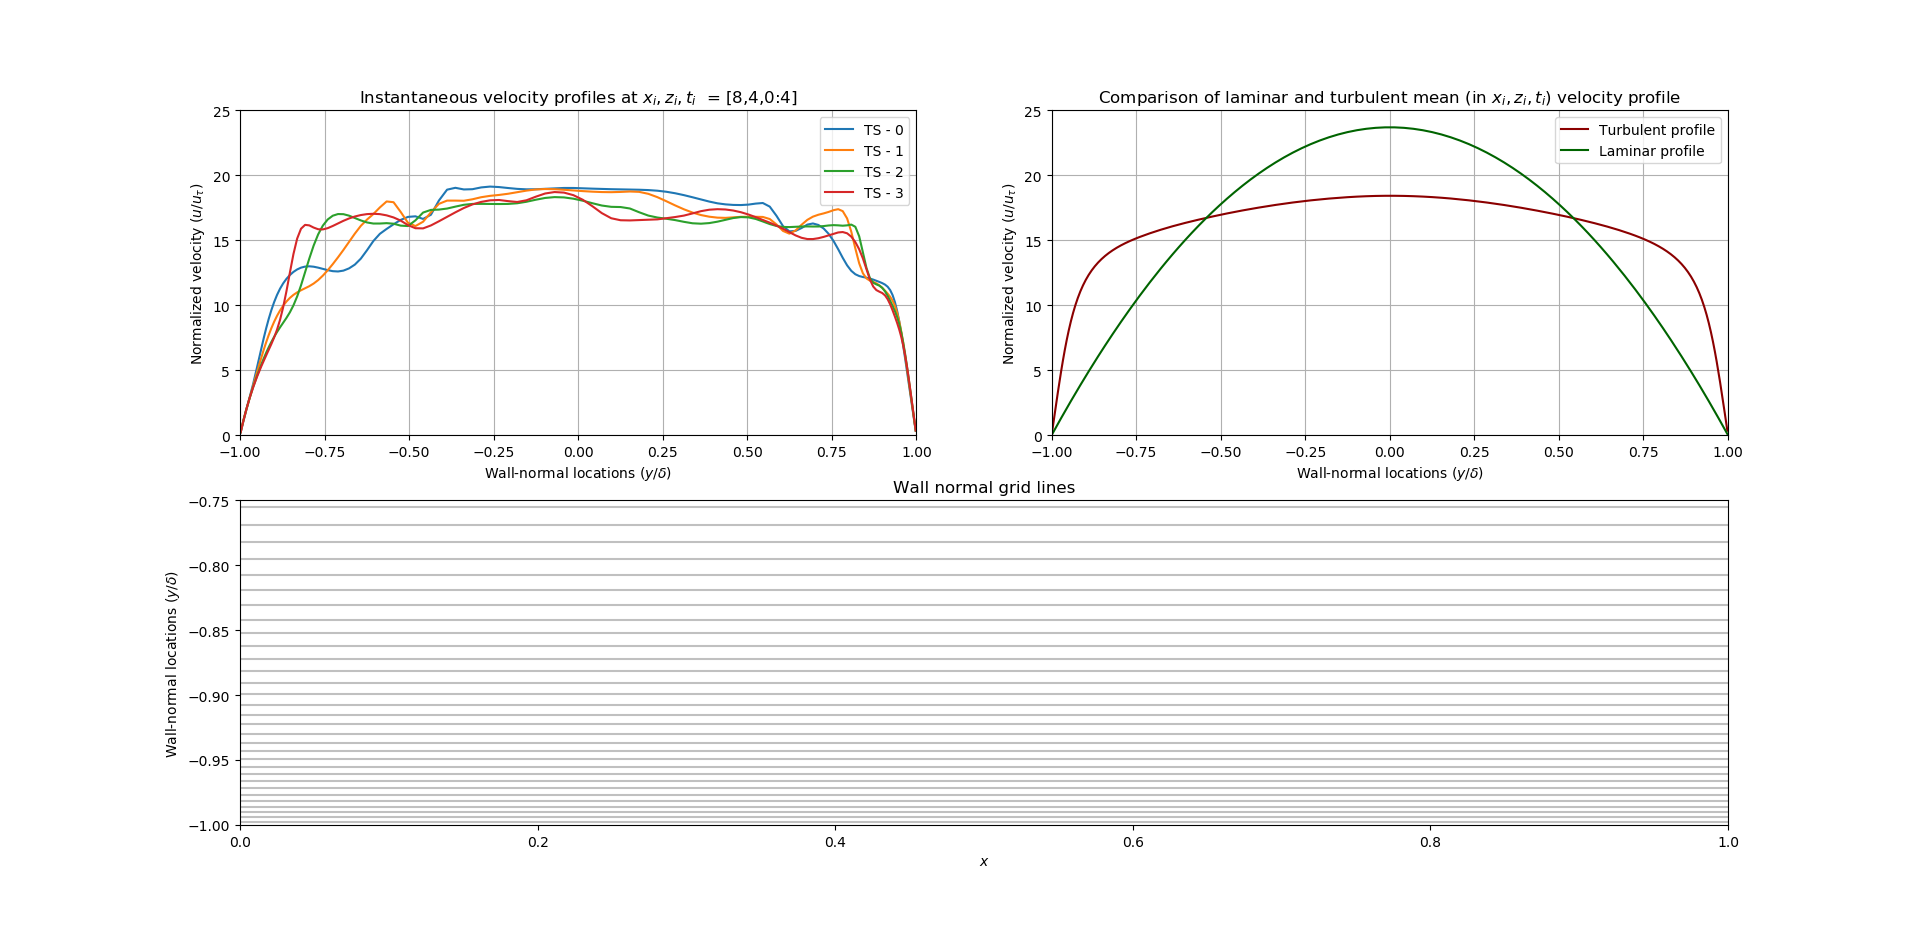 Instantaneous velocity profiles at $x_i, z_i, t_i$ = [8,4,0:4]
25
20
15
10
5
0
Normalized velocity ($u/u_\tau$)
TS - 0
TS - 1
TS - 2
TS - 3
−1.00 −0.75 −0.50 −0.25 0.00 0.25 0.50 0.75 1.00
Wall-normal locations ($y/\delta$)
Comparison of laminar and turbulent mean (in $x_i, z_i, t_i$) velocity profile
25
20
15
10
5
0
Normalized velocity ($u/u_\tau$)
Turbulent profile
Laminar profile
−1.00 −0.75 −0.50 −0.25 0.00 0.25 0.50 0.75 1.00
Wall-normal locations ($y/\delta$)
Wall normal grid lines
−0.75
−0.80
−0.85
−0.90
−0.95
−1.00
Wall-normal locations ($y/\delta$)
0.0 0.2 0.4 0.6 0.8 1.0
$x$